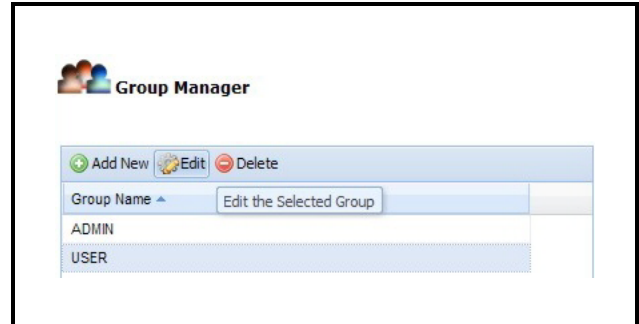 Group Manager
Add New Edit Delete
Group Name
Edit the Selected Group
ADMIN
USER